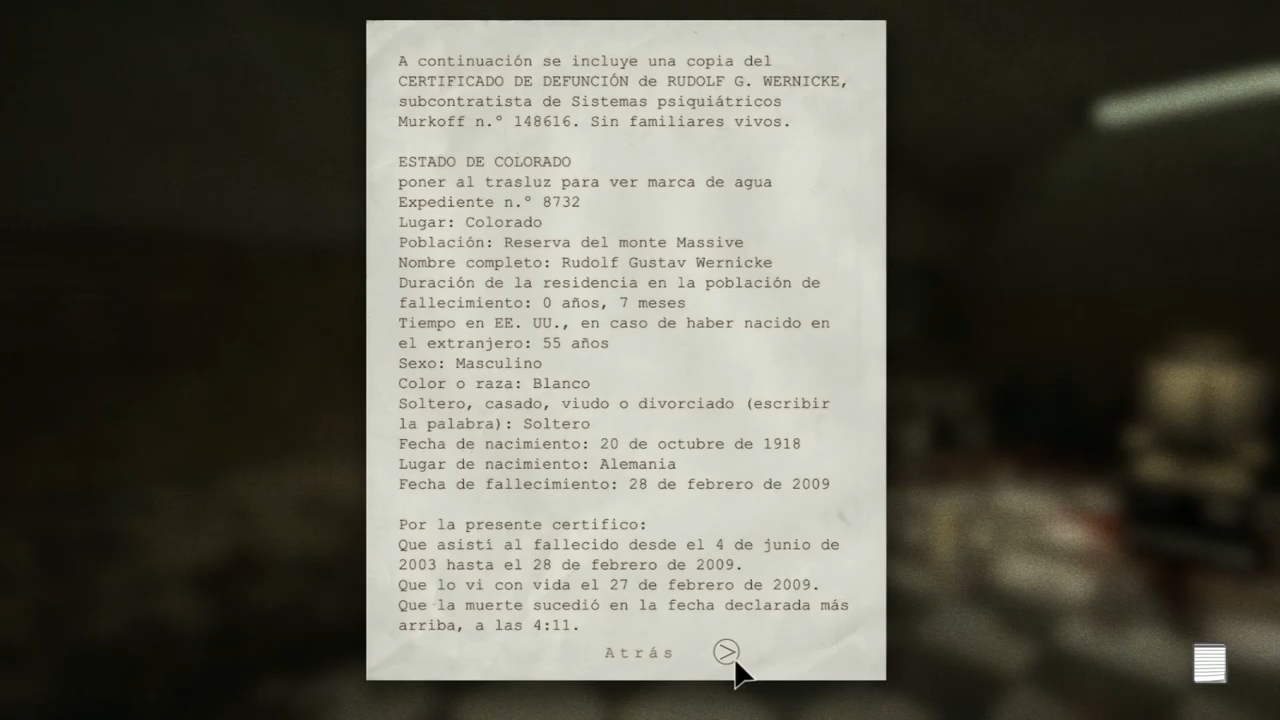 A continuación se incluye una copia del
CERTIFICADO DE DEFUNCIÓN de RUDOLF G. WERNICKE,
subcontratista de Sistemas psiquiátricos
Murkoff n.º 148616. Sin familiares vivos.
ESTADO DE COLORADO
poner al trasluz para ver marca de agua
Expediente n.º 8732
Lugar: Colorado
Población: Reserva del monte Massive
Nombre completo: Rudolf Gustav Wernicke
Duración de la residencia en la población de
fallecimiento: 0 años, 7 meses
Tiempo en EE. UU., en caso de haber nacido en
el extranjero: 55 años
Sexo: Masculino
Color o raza: Blanco
Soltero, casado, viudo o divorciado (escribir
la palabra): Soltero
Fecha de nacimiento: 20 de octubre de 1918
Lugar de nacimiento: Alemania
Fecha de fallecimiento: 28 de febrero de 2009
Por la presente certifico:
Que asistí al fallecido desde el 4 de junio de
2003 hasta el 28 de febrero de 2009.
Que lo vi con vida el 27 de febrero de 2009.
Que la muerte sucedió en la fecha declarada más
arriba, a las 4:11.
Atrás >